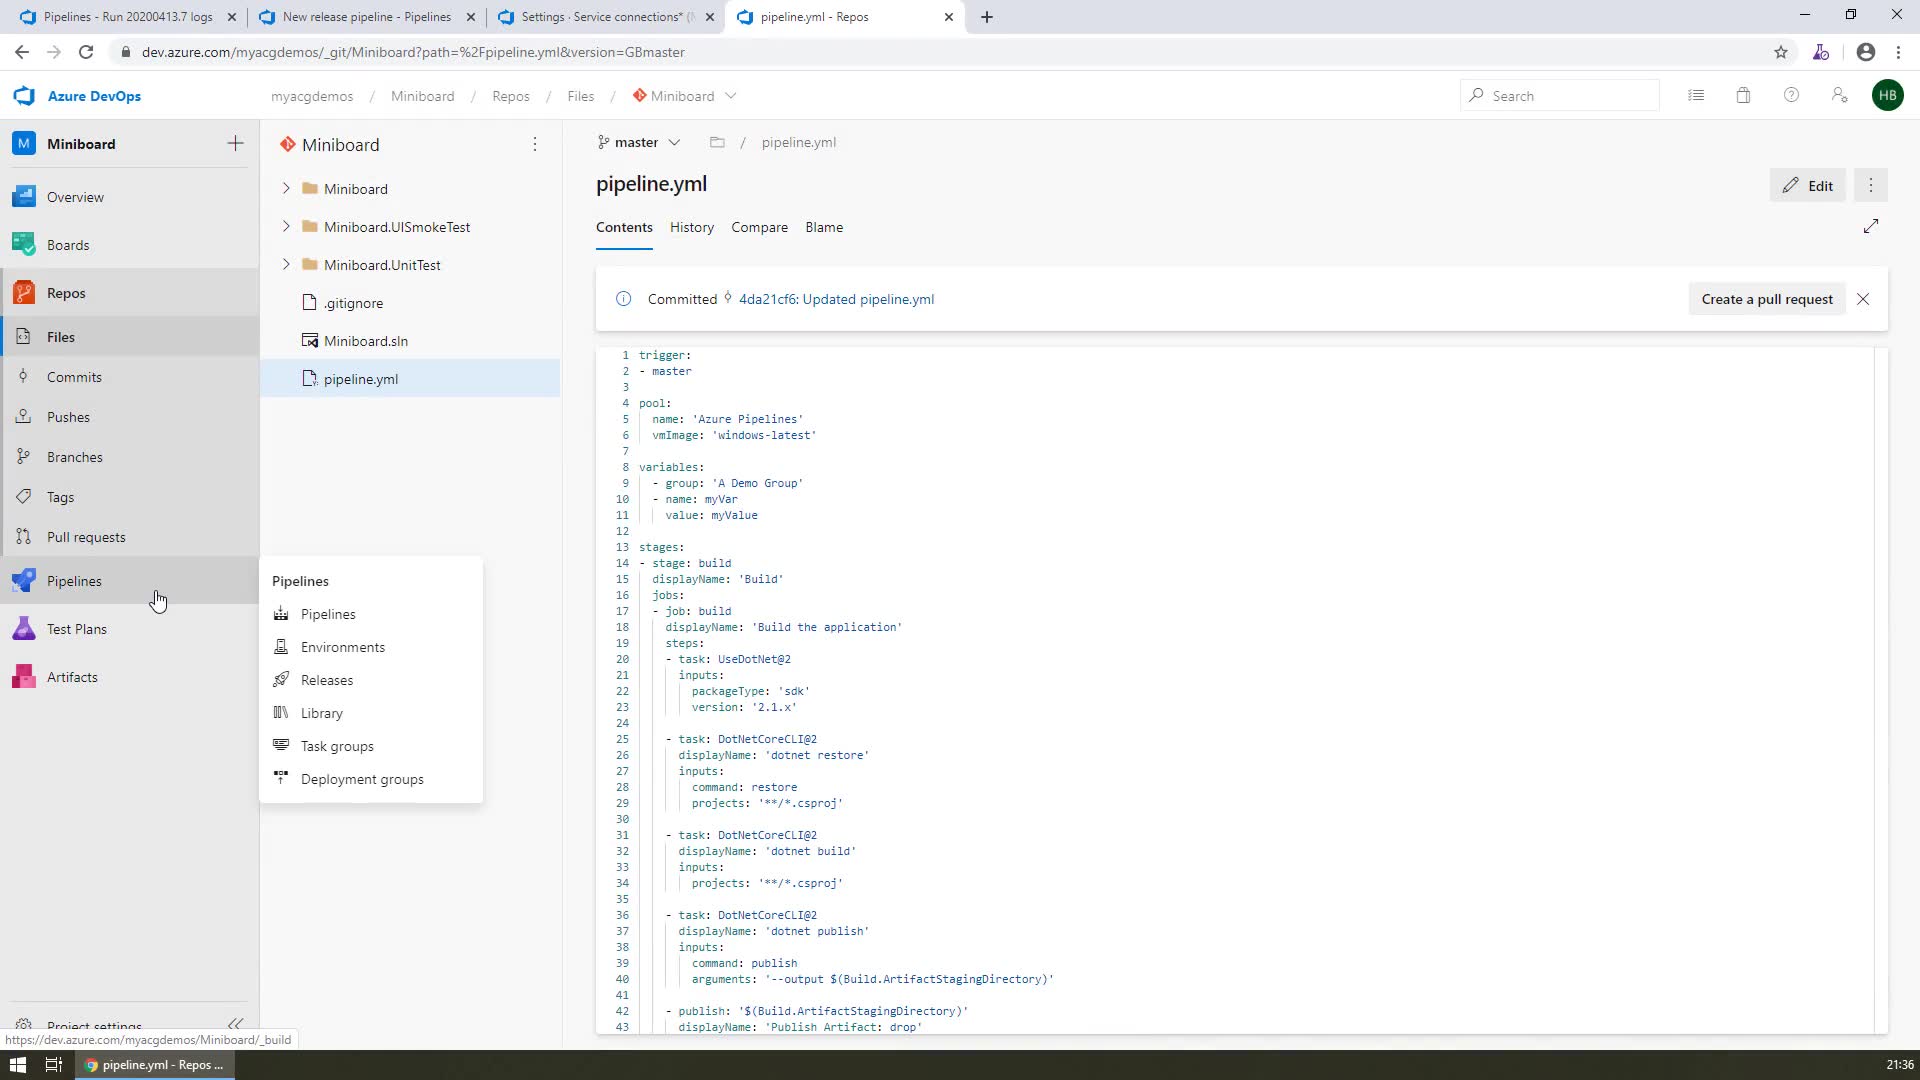 Pipelines - Run 20200413.7 logs
New release pipeline - Pipelines
Settings · Service connections* (
pipeline.yml - Repos
dev.azure.com/myacgdemos/_git/Miniboard?path=%2Fpipeline.yml&version=GBmaster
Azure DevOps
myacgdemos / Miniboard / Repos / Files / Miniboard
Search
HB
M Miniboard
Overview
Boards
Repos
Files
Commits
Pushes
Branches
Tags
Pull requests
Pipelines
Test Plans
Artifacts
Project settings
https://dev.azure.com/myacgdemos/Miniboard/_build
Miniboard
Miniboard
Miniboard.UISmokeTest
Miniboard.UnitTest
.gitignore
Miniboard.sln
pipeline.yml
Pipelines
Pipelines
Environments
Releases
Library
Task groups
Deployment groups
master / pipeline.yml
pipeline.yml
Edit
Contents History Compare Blame
Committed 4da21cf6: Updated pipeline.yml
Create a pull request
1 trigger:
2 - master
3
4 pool:
5 name: 'Azure Pipelines'
6 vmImage: 'windows-latest'
7
8 variables:
9 - group: 'A Demo Group'
10 - name: myVar
11 value: myValue
12
13 stages:
14 - stage: build
15 displayName: 'Build'
16 jobs:
17 - job: build
18 displayName: 'Build the application'
19 steps:
20 - task: UseDotNet@2
21 inputs:
22 packageType: 'sdk'
23 version: '2.1.x'
24
25 - task: DotNetCoreCLI@2
26 displayName: 'dotnet restore'
27 inputs:
28 command: restore
29 projects: '**/*.csproj'
30
31 - task: DotNetCoreCLI@2
32 displayName: 'dotnet build'
33 inputs:
34 projects: '**/*.csproj'
35
36 - task: DotNetCoreCLI@2
37 displayName: 'dotnet publish'
38 inputs:
39 command: publish
40 arguments: '--output $(Build.ArtifactStagingDirectory)'
41
42 - publish: '$(Build.ArtifactStagingDirectory)'
43 displayName: 'Publish Artifact: drop'
pipeline.yml - Repos ...
21:36